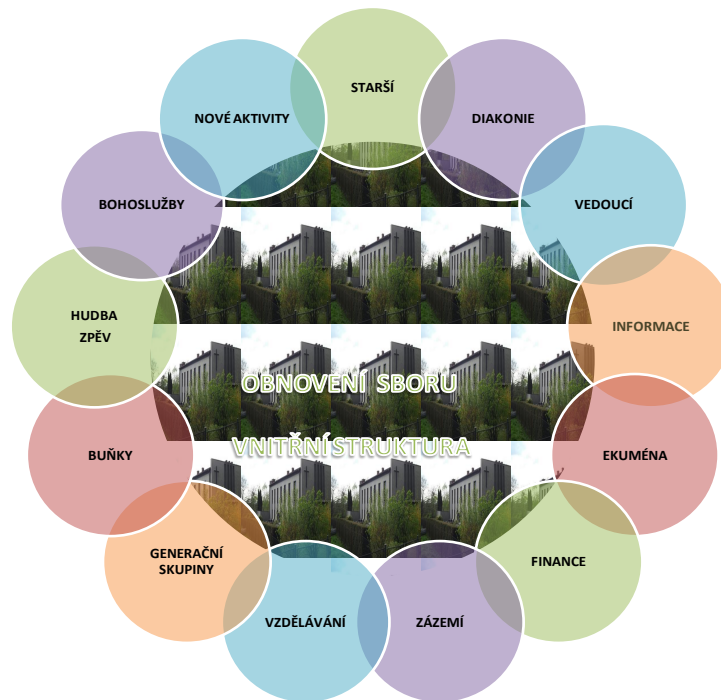 STARŠÍ
DIAKONIE
VEDOUCÍ
INFORMACE
EKUMÉNA
FINANCE
ZÁZEMÍ
VZDĚLÁVÁNÍ
GENERAČNÍ
SKUPINY
BUŇKY
HUDBA
ZPĚV
BOHOSLUŽBY
NOVÉ AKTIVITY
OBNOVENÍ SBORU
VNITŘNÍ STRUKTURA